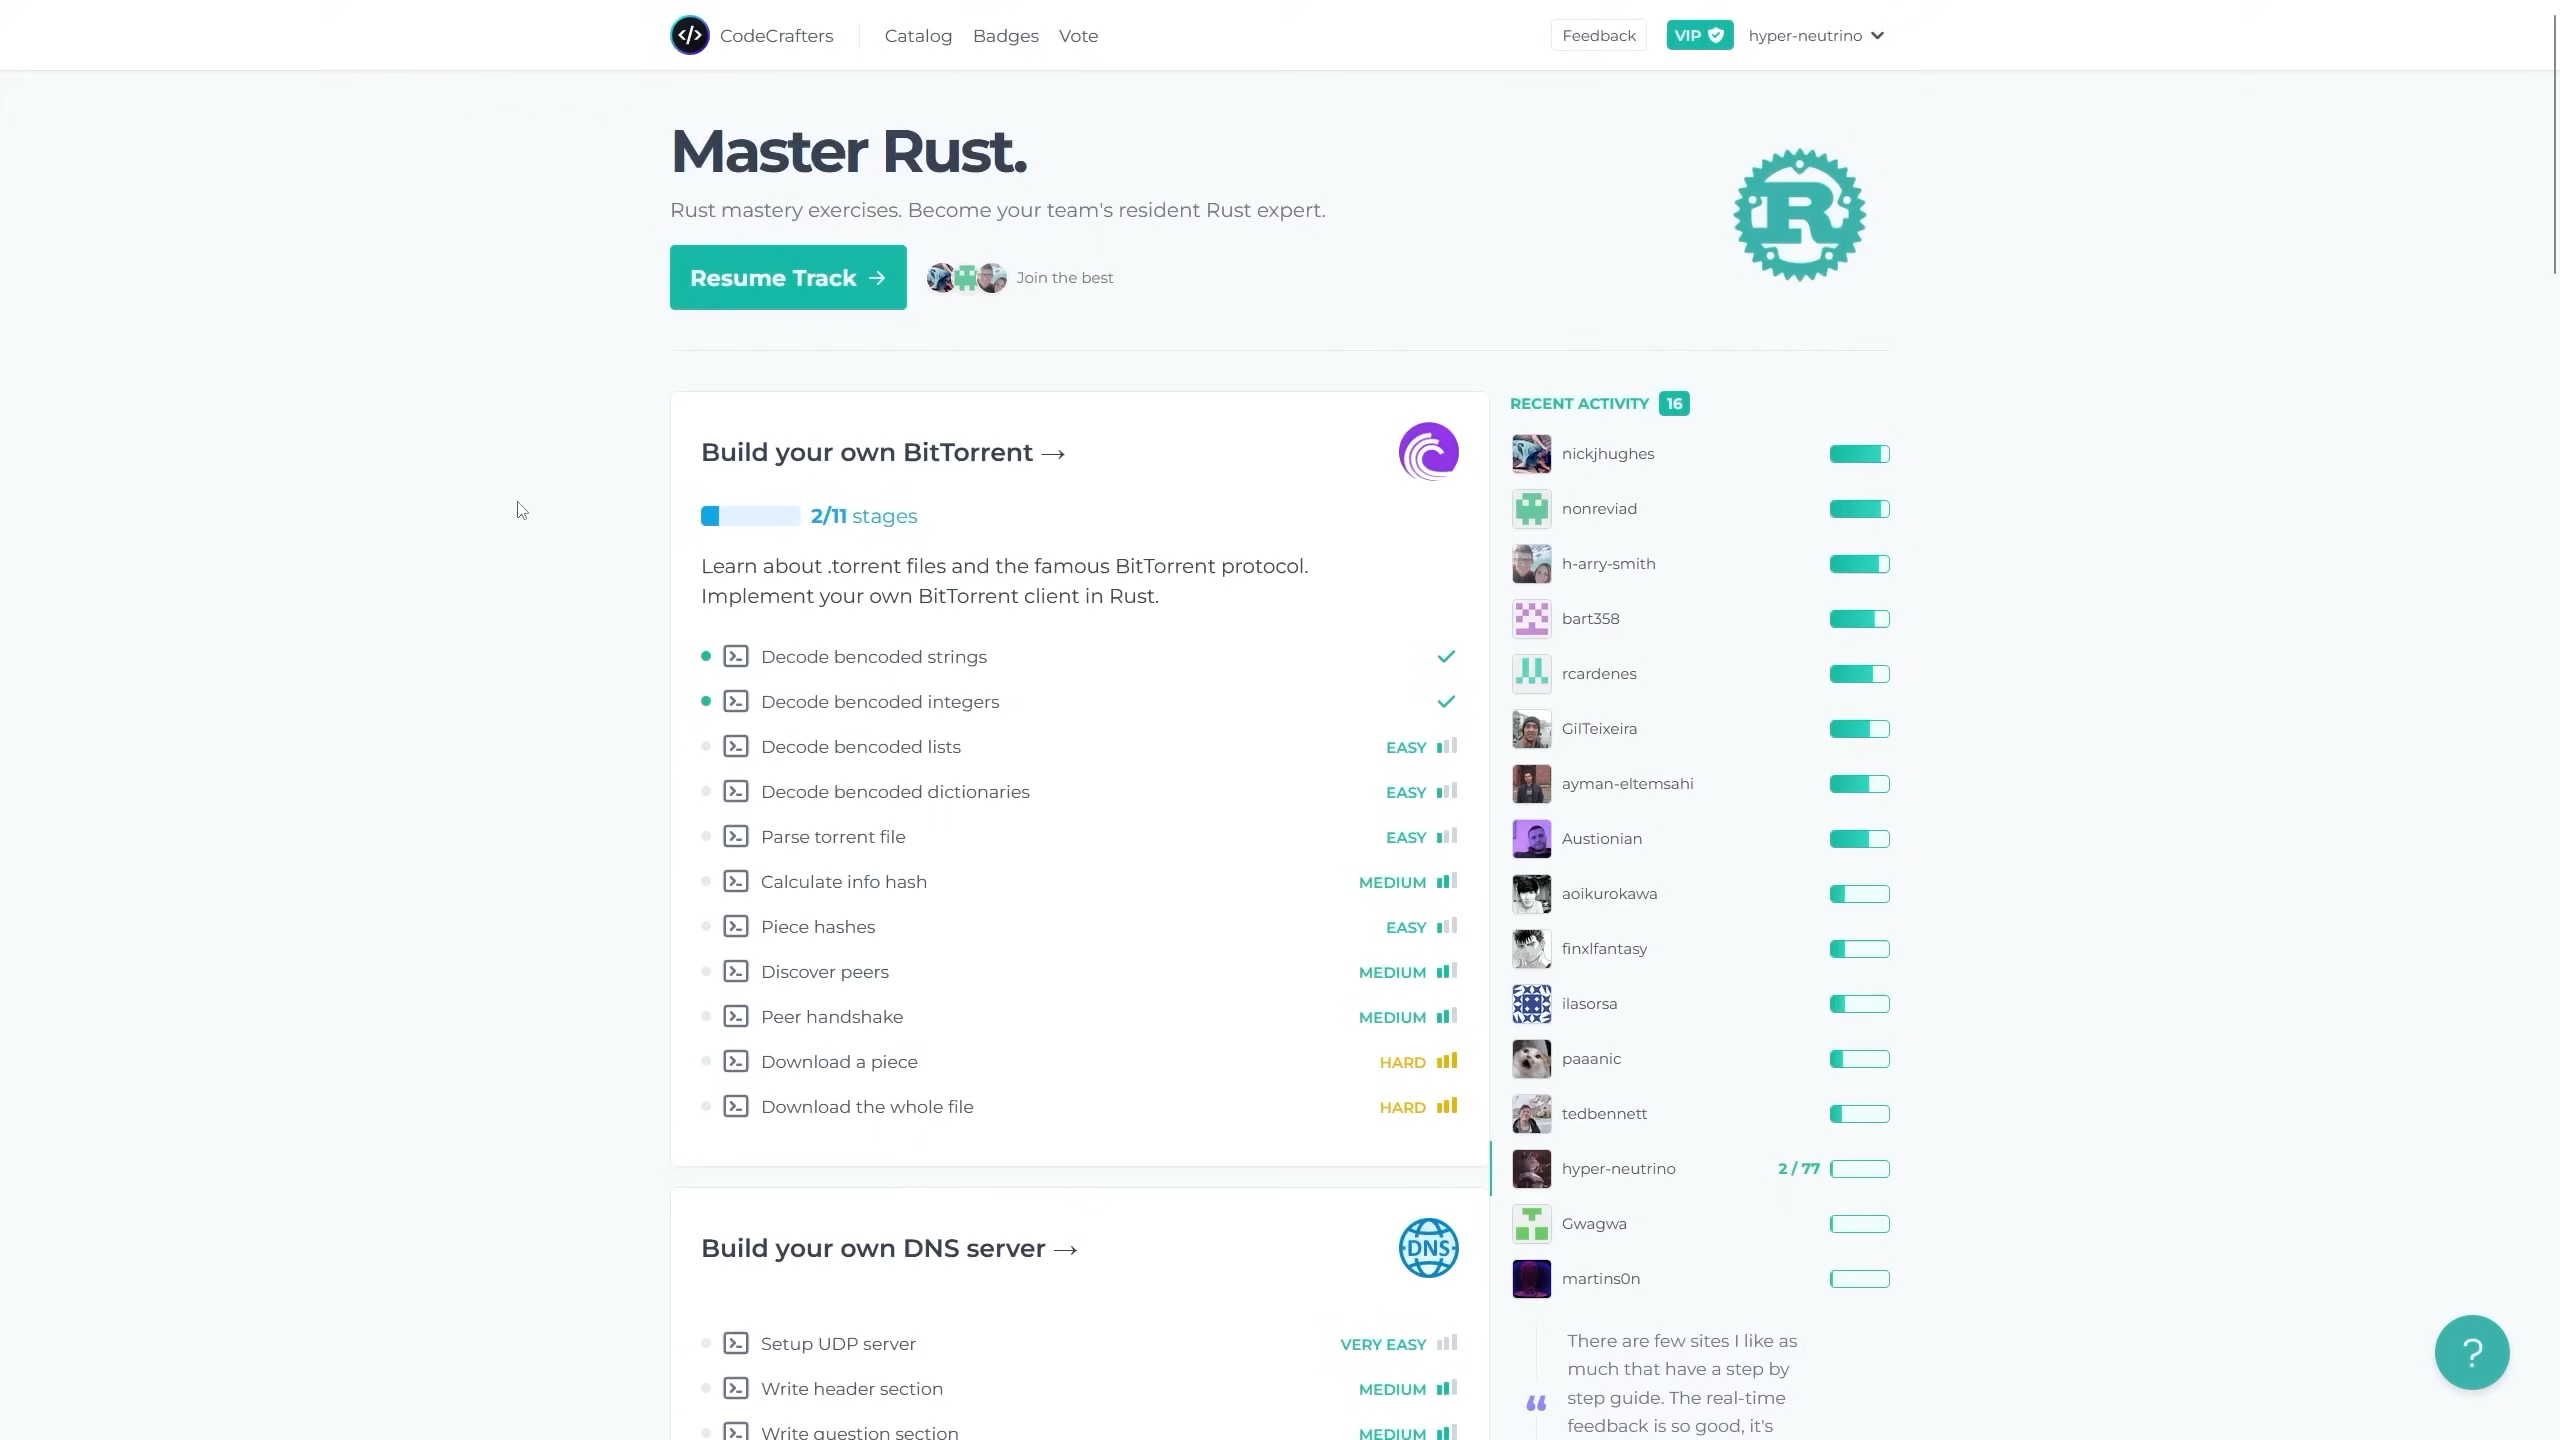 CodeCrafters
Catalog
Badges
Vote
Feedback
VIP
hyper-neutrino
Master Rust.
Rust mastery exercises. Become your team's resident Rust expert.
Resume Track →
Join the best
Build your own BitTorrent →
2/11 stages
Learn about .torrent files and the famous BitTorrent protocol.
Implement your own BitTorrent client in Rust.
Decode bencoded strings
Decode bencoded integers
Decode bencoded lists EASY
Decode bencoded dictionaries EASY
Parse torrent file EASY
Calculate info hash MEDIUM
Piece hashes EASY
Discover peers MEDIUM
Peer handshake MEDIUM
Download a piece HARD
Download the whole file HARD
Build your own DNS server →
DNS
Setup UDP server VERY EASY
Write header section MEDIUM
Write question section MEDIUM
RECENT ACTIVITY 16
nickjhughes
nonreviad
h-arry-smith
bart358
rcardenes
GilTeixeira
ayman-eltemsahi
Austionian
aoikurokawa
finxlfantasy
ilasorsa
paaanic
tedbennett
hyper-neutrino 2 / 77
Gwagwa
martins0n
There are few sites I like as
much that have a step by
step guide. The real-time
feedback is so good, it's
?